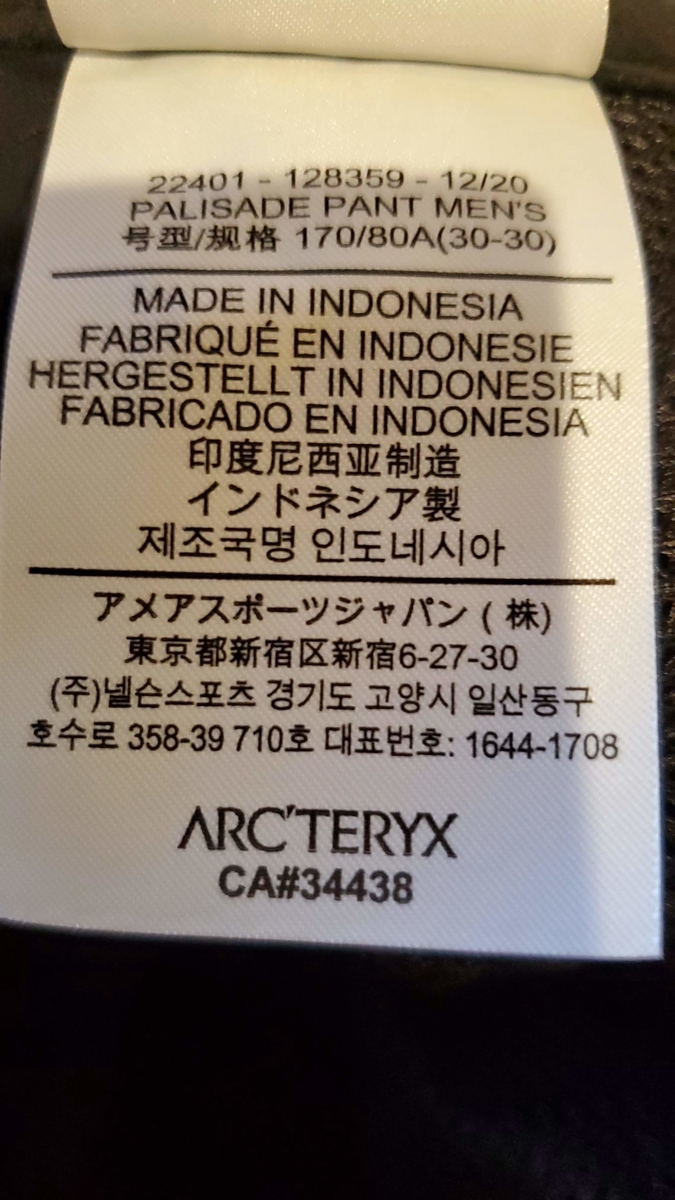 22401 - 128359 - 12/20
PALISADE PANT MEN'S
号型/规格 170/80A(30-30)
MADE IN INDONESIA
FABRIQUÉ EN INDONESIE
HERGESTELLT IN INDONESIEN
FABRICADO EN INDONESIA
印度尼西亚制造
インドネシア製
제조국명 인도네시아
アメアスポーツジャパン ( 株)
東京都新宿区新宿6-27-30
(주)넬슨스포츠 경기도 고양시 일산동구
호수로 358-39 710호 대표번호: 1644-1708
ARC'TERYX
CA#34438